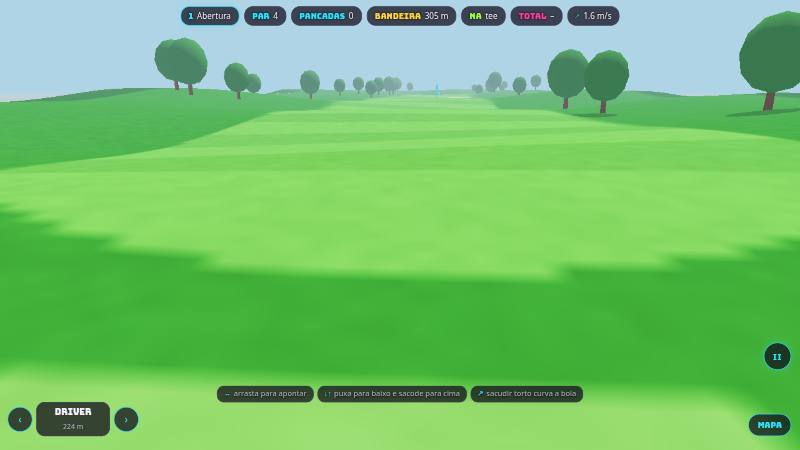 1 Abertura PAR 4 PANCADAS 0 BANDEIRA 305 m NA tee TOTAL – 1.6 m/s
↔ arrasta para apontar ↓↑ puxa para baixo e sacode para cima ↗ sacudir torto curva a bola
‹ DRIVER ›
224 m
MAPA